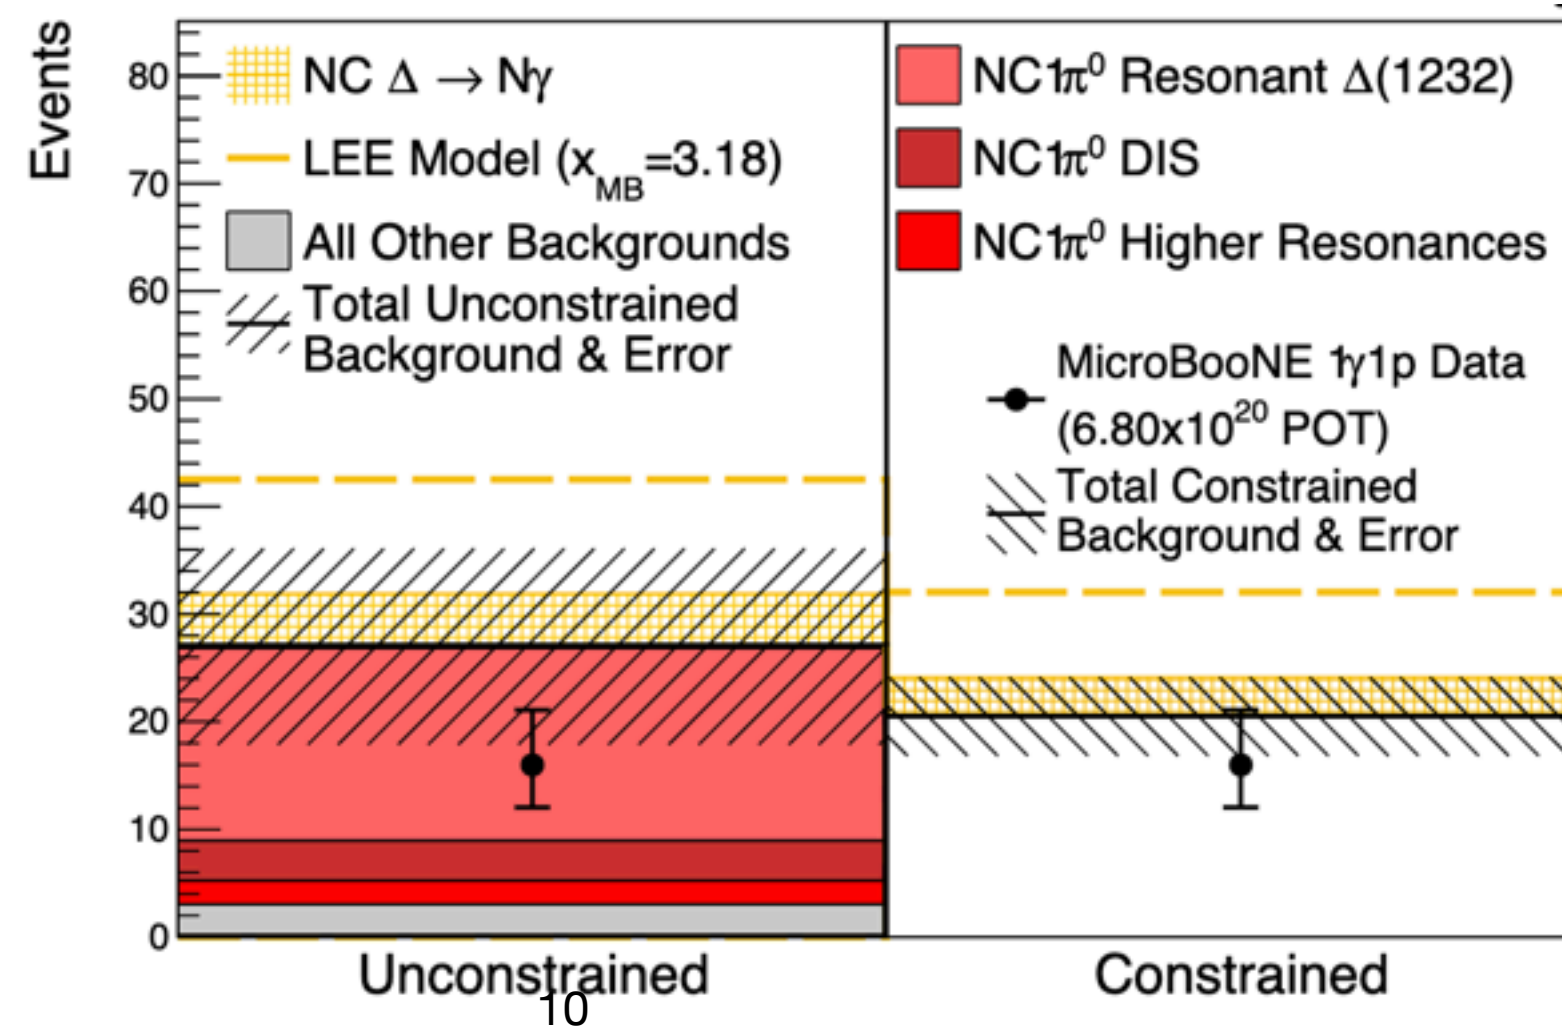 Events
80
70
60
50
40
30
20
10
0
NC Δ → Nγ
LEE Model (x_MB=3.18)
All Other Backgrounds
Total Unconstrained
Background & Error
NC1π⁰ Resonant Δ(1232)
NC1π⁰ DIS
NC1π⁰ Higher Resonances
MicroBooNE 1γ1p Data
(6.80x10²⁰ POT)
Total Constrained
Background & Error
Unconstrained
Constrained
10